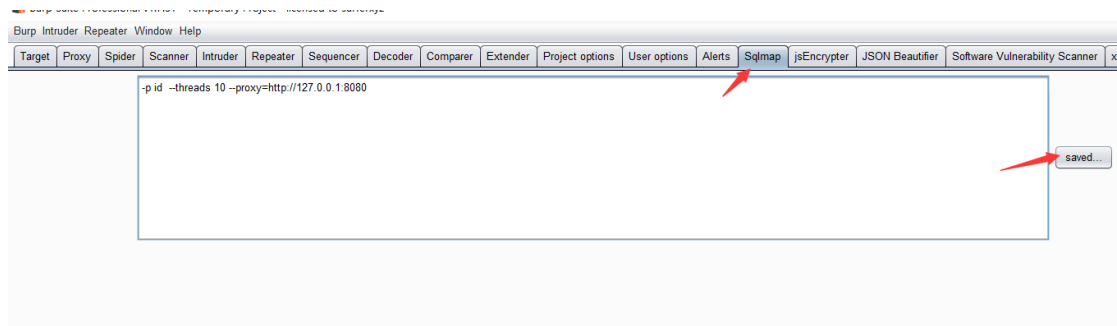 Burp Intruder Repeater Window Help
Target Proxy Spider Scanner Intruder Repeater Sequencer Decoder Comparer Extender Project options User options Alerts Sqlmap jsEncrypter JSON Beautifier Software Vulnerability Scanner x
-p id --threads 10 --proxy=http://127.0.0.1:8080
saved...